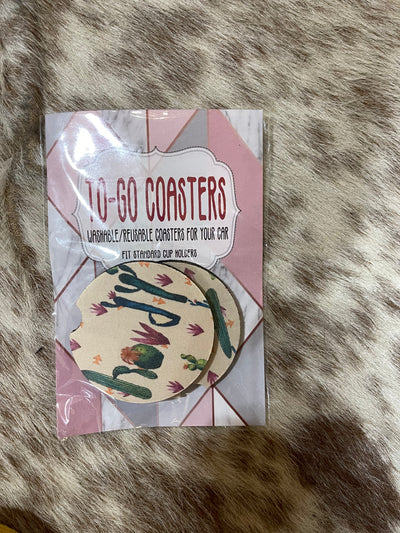 TO-GO COASTERS
WASHABLE/REUSABLE COASTERS FOR YOUR CAR
FIT STANDARD CUP HOLDERS